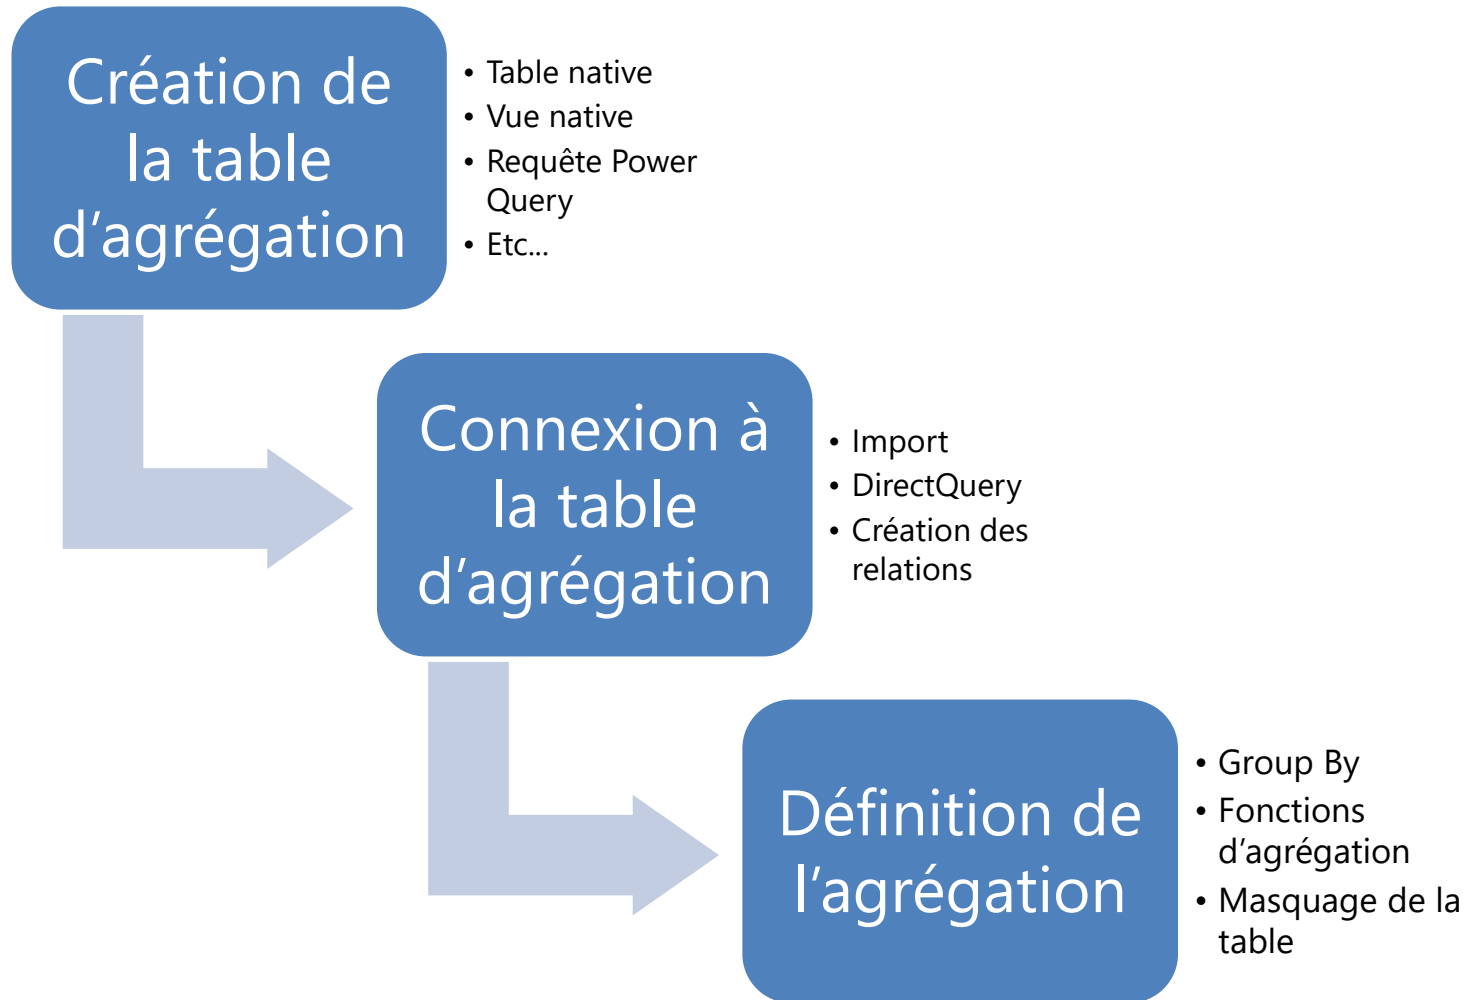 Création de
la table
d’agrégation
• Table native
• Vue native
• Requête Power
Query
• Etc...
Connexion à
la table
d’agrégation
• Import
• DirectQuery
• Création des
relations
Définition de
l’agrégation
• Group By
• Fonctions
d’agrégation
• Masquage de la
table